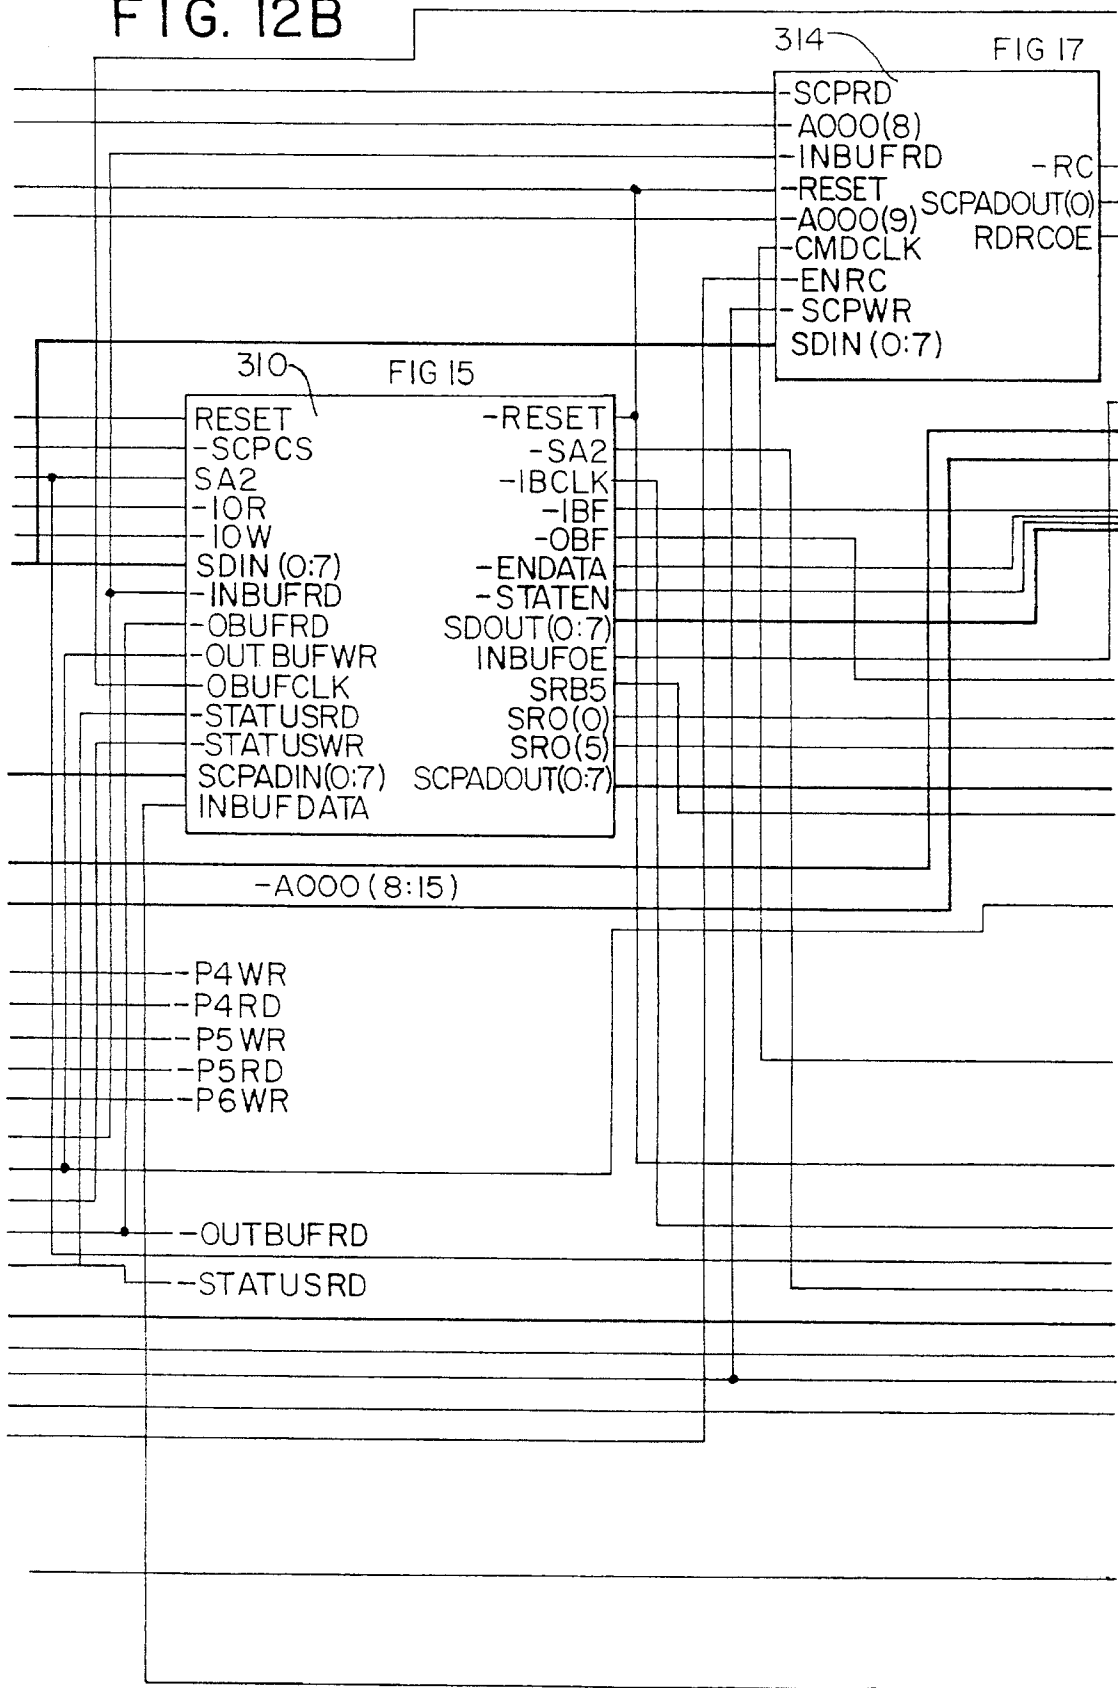 FIG. 12B
314
FIG 17
-SCPRD
-A000(8)
-INBUFRD
-RC
-RESET
SCPADOUT(0)
-A000(9)
RDRCOE
-CMDCLK
-ENRC
-SCPWR
SDIN (0:7)
310
FIG 15
RESET
-RESET
-SCPCS
-SA2
SA2
-IBCLK
-IOR
-IBF
-IOW
-OBF
SDIN (0:7)
-ENDATA
-INBUFRD
-STATEN
-OBUFRD
SDOUT(0:7)
-OUTBUFWR
INBUFOE
-OBUFCLK
SRB5
-STATUSRD
SRO(0)
-STATUSWR
SRO(5)
SCPADIN(0:7)
SCPADOUT(0:7)
INBUFDATA
-A000(8:15)
-P4WR
-P4RD
-P5WR
-P5RD
-P6WR
-OUTBUFRD
-STATUSRD